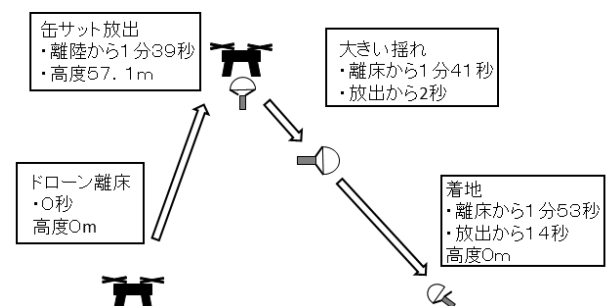 缶サット放出
・離陸から1分39秒
・高度57.1m
大きい揺れ
・離床から1分41秒
・放出から2秒
ドローン離床
・0秒
高度0m
着地
・離床から1分53秒
・放出から14秒
高度0m